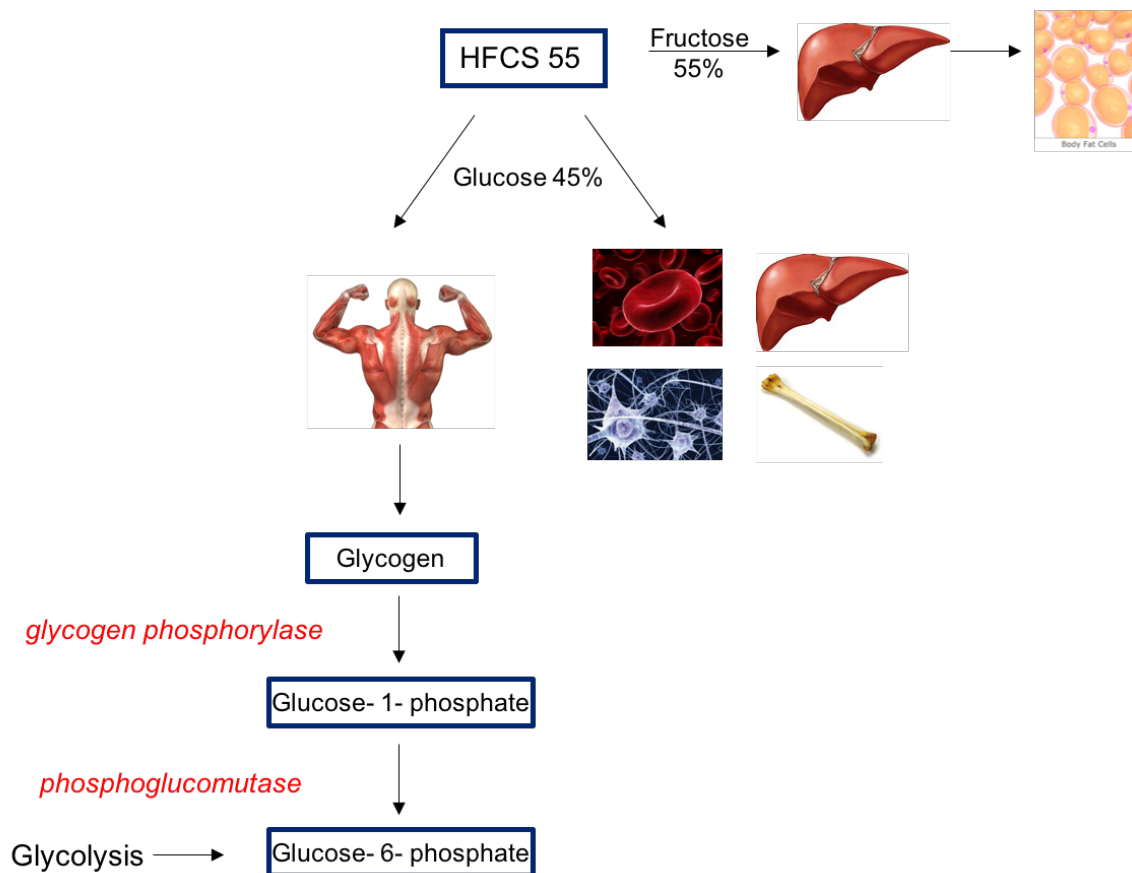 HFCS 55
Fructose
55%
Body Fat Cells
Glucose 45%
Glycogen
glycogen phosphorylase
Glucose- 1- phosphate
phosphoglucomutase
Glycolysis
Glucose- 6- phosphate